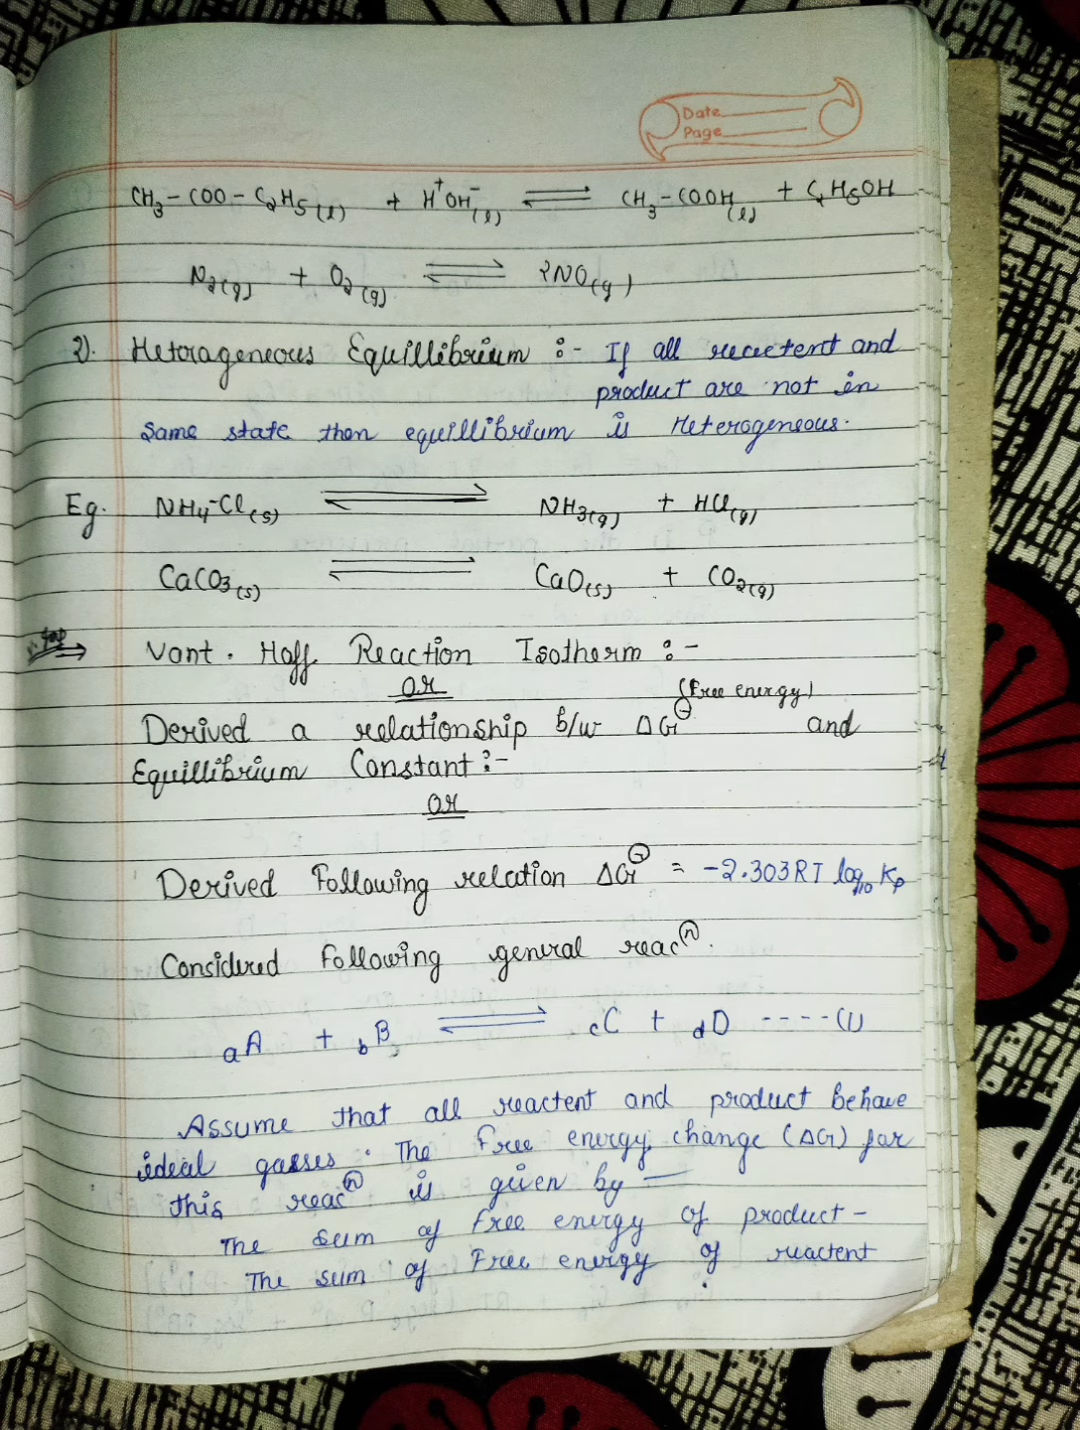 Date
Page
CH3 – COO – C2H5 (l) + H⁺OH⁻(l) ⇌ CH3 – COOH (l) + C2H5OH
N2(g) + O2(g) ⇌ 2NO(g)
2). Heterogeneous Equillibrium :- If all
and
product are not in
Same state then equillibrium is Heterogeneous.
Eg. NH4-Cl(s) ⇌ NH3(g) + HCl(g)
CaCO3(s) ⇌ CaO(s) + CO2(g)
Vant. Hoff Reaction Isotherm :-
or
(Free energy)
Derived a relationship b/w ΔG⊖ and
Equillibrium Constant :-
or
Derived Following relation ΔG⊖ = -2.303RT log10 Kp
Considered following general reac(n).
aA + bB ⇌ cC + dD ----(1)
Assume that all reactent and product behave
ideal gasses. The free energy change (ΔG) for
this reac(n) is given by —
The sum of free energy of product –
The sum of Free energy of reactent.